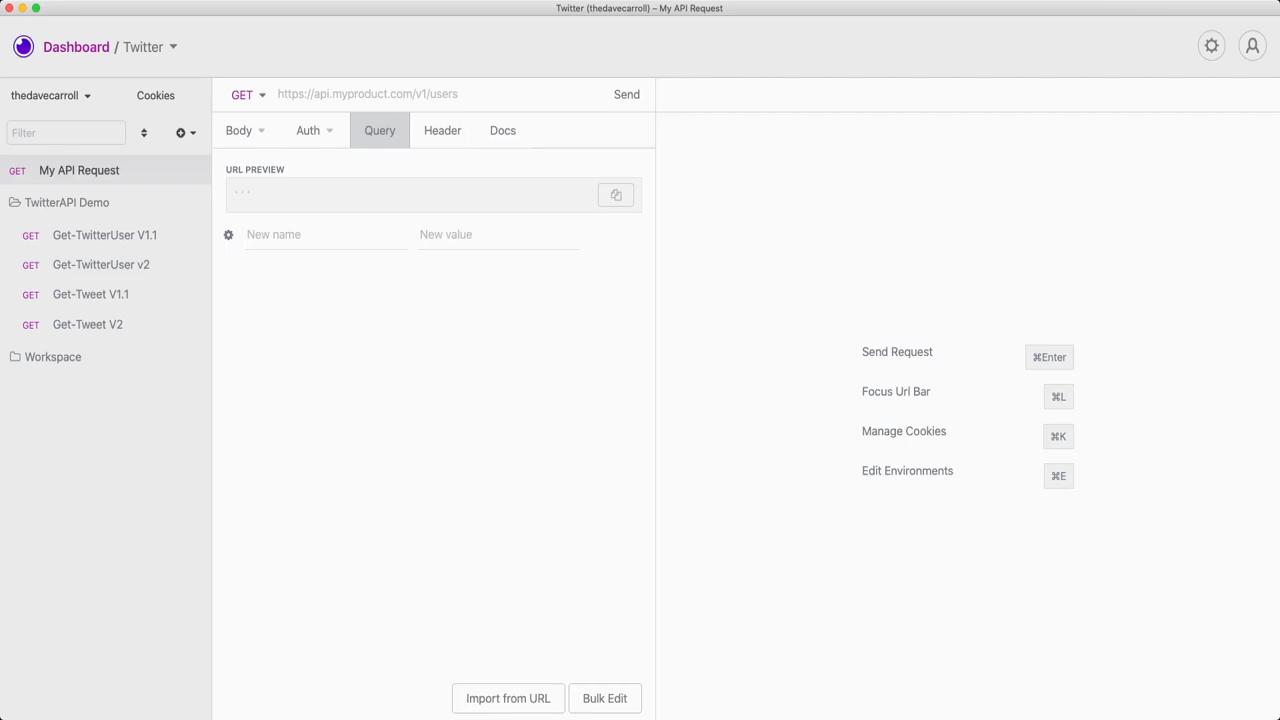 Twitter (thedavecarroll) – My API Request
Dashboard / Twitter
thedavecarroll
Cookies
GET
https://api.myproduct.com/v1/users
Send
Filter
Body
Auth
Query
Header
Docs
GET My API Request
TwitterAPI Demo
GET Get-TwitterUser V1.1
GET Get-TwitterUser v2
GET Get-Tweet V1.1
GET Get-Tweet V2
Workspace
URL PREVIEW
...
New name
New value
Import from URL
Bulk Edit
Send Request ⌘Enter
Focus Url Bar ⌘L
Manage Cookies ⌘K
Edit Environments ⌘E